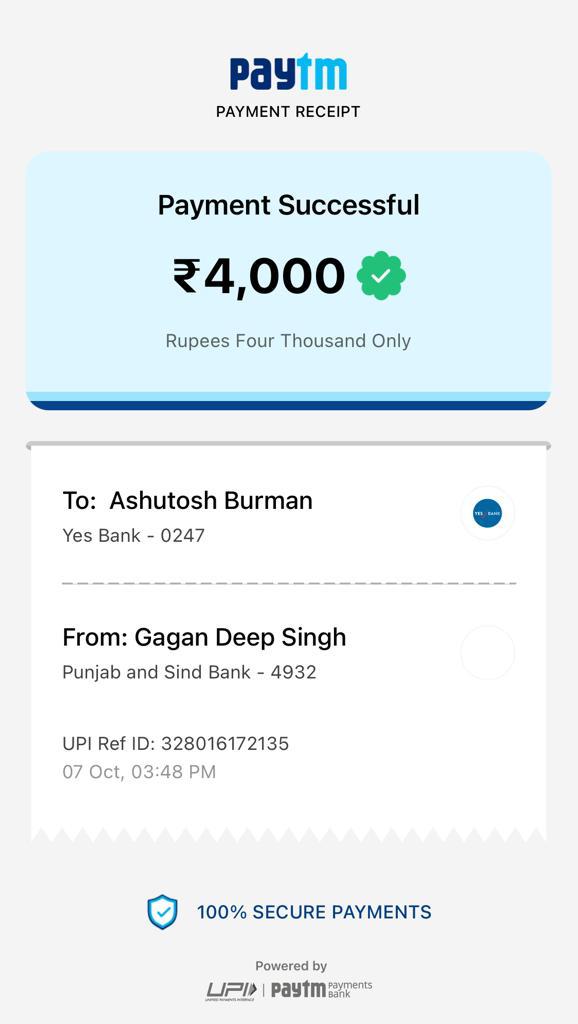 paytm
PAYMENT RECEIPT
Payment Successful
₹4,000
Rupees Four Thousand Only
To: Ashutosh Burman
Yes Bank - 0247
YES BANK
From: Gagan Deep Singh
Punjab and Sind Bank - 4932
UPI Ref ID: 328016172135
07 Oct, 03:48 PM
100% SECURE PAYMENTS
Powered by
UPI | paytm Payments Bank
UNIFIED PAYMENTS INTERFACE